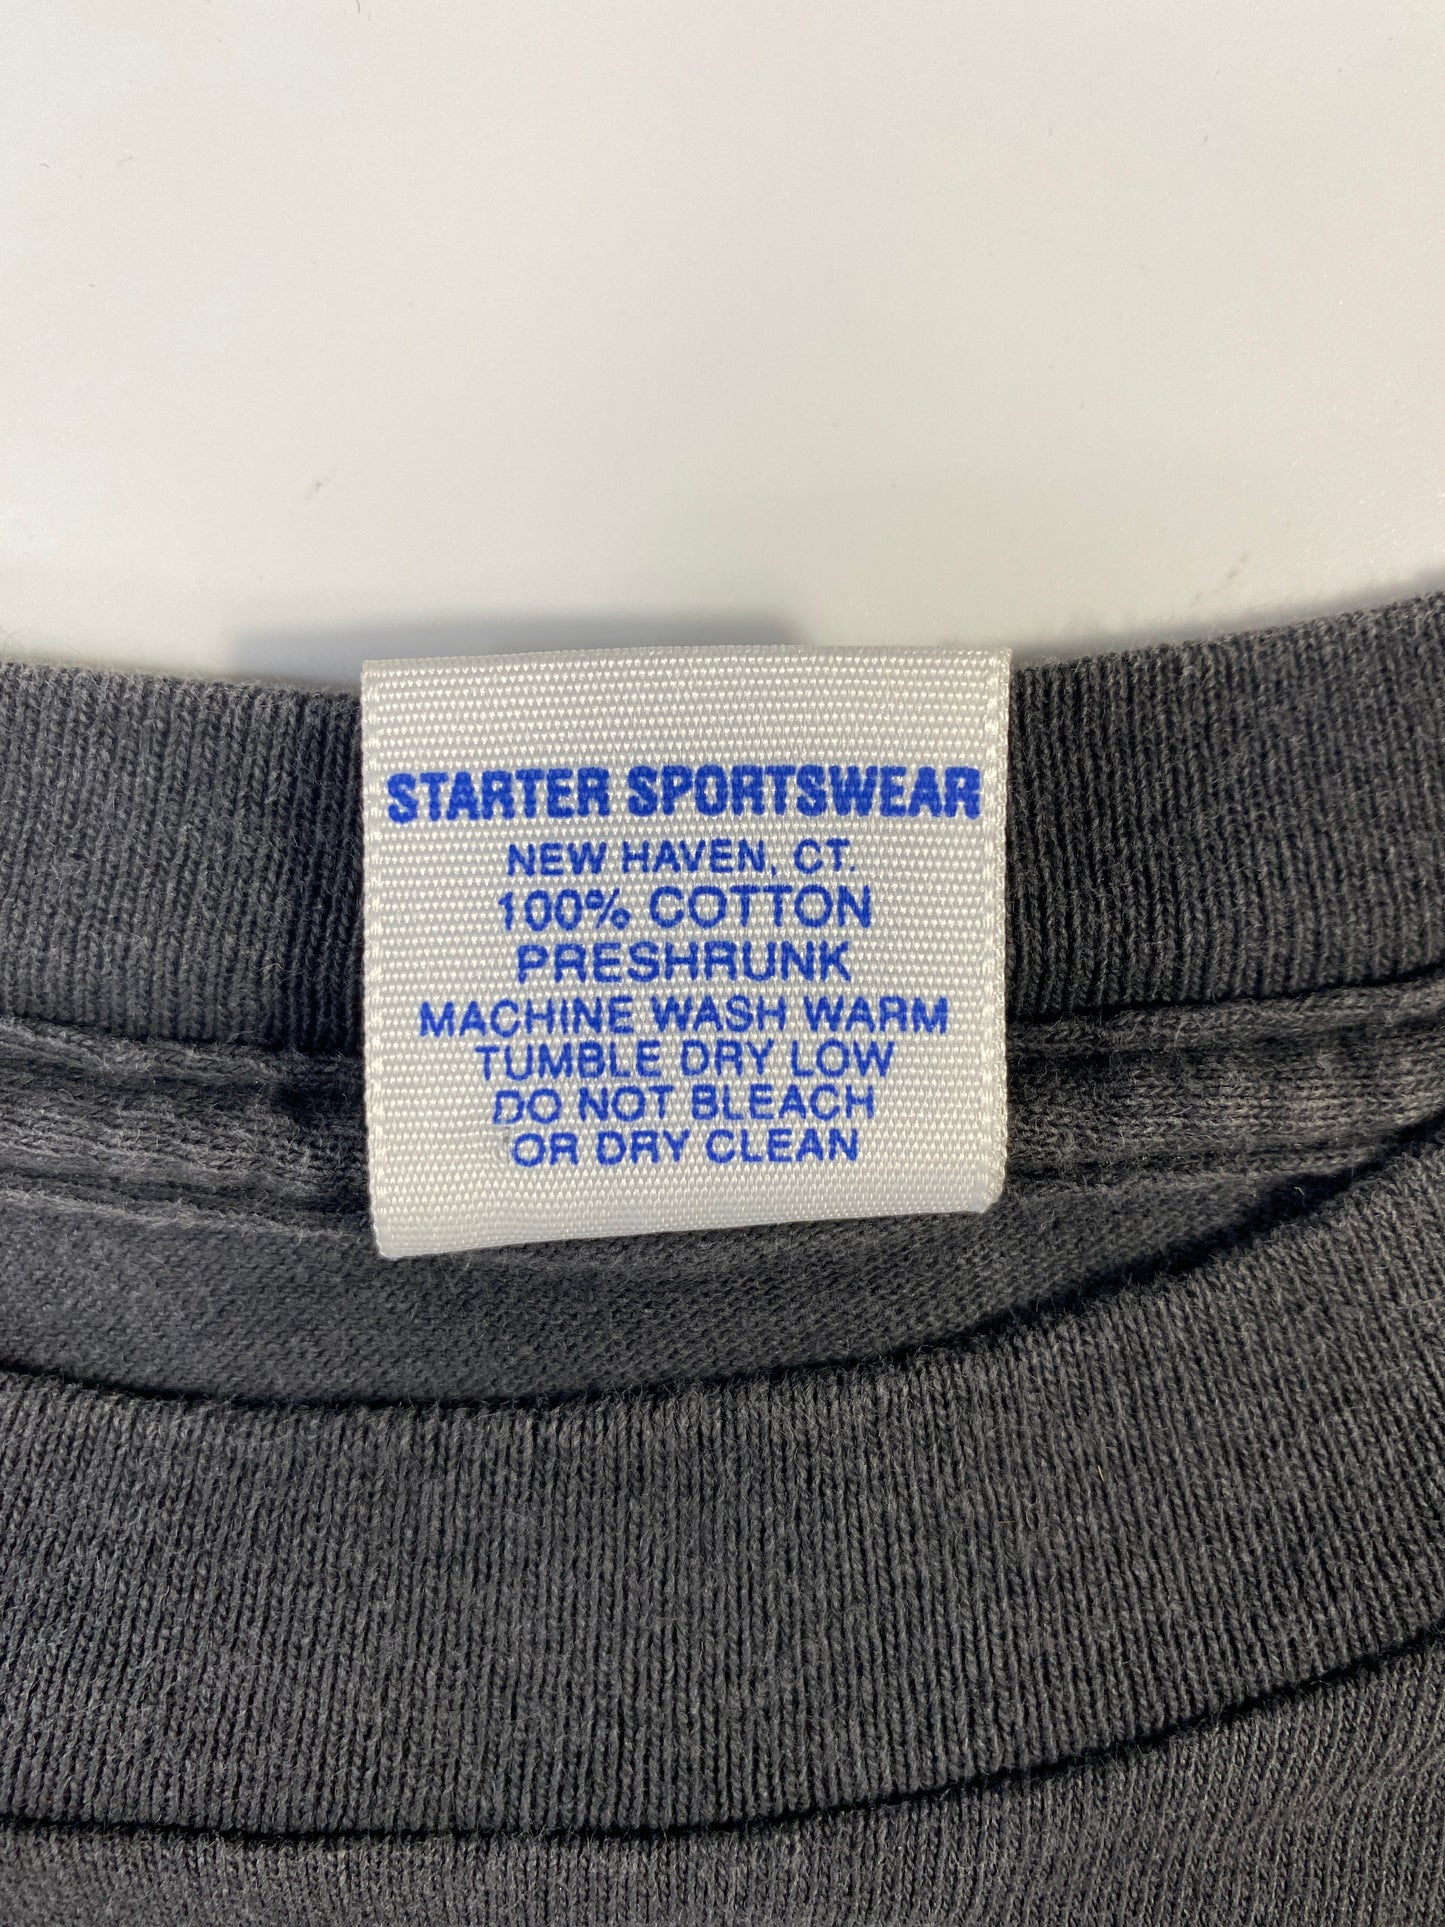 STARTER SPORTSWEAR
NEW HAVEN, CT.
100% COTTON
PRESHRUNK
MACHINE WASH WARM
TUMBLE DRY LOW
DO NOT BLEACH
OR DRY CLEAN